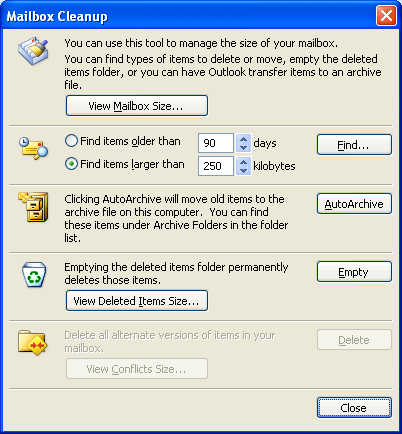 Mailbox Cleanup
You can use this tool to manage the size of your mailbox.
You can find types of items to delete or move, empty the deleted
items folder, or you can have Outlook transfer items to an archive
file.
View Mailbox Size...
Find items older than 90 days Find...
Find items larger than 250 kilobytes
Clicking AutoArchive will move old items to the AutoArchive
archive file on this computer. You can find
these items under Archive Folders in the folder
list.
Emptying the deleted items folder permanently Empty
deletes those items.
View Deleted Items Size...
Delete all alternate versions of items in your Delete
mailbox.
View Conflicts Size...
Close